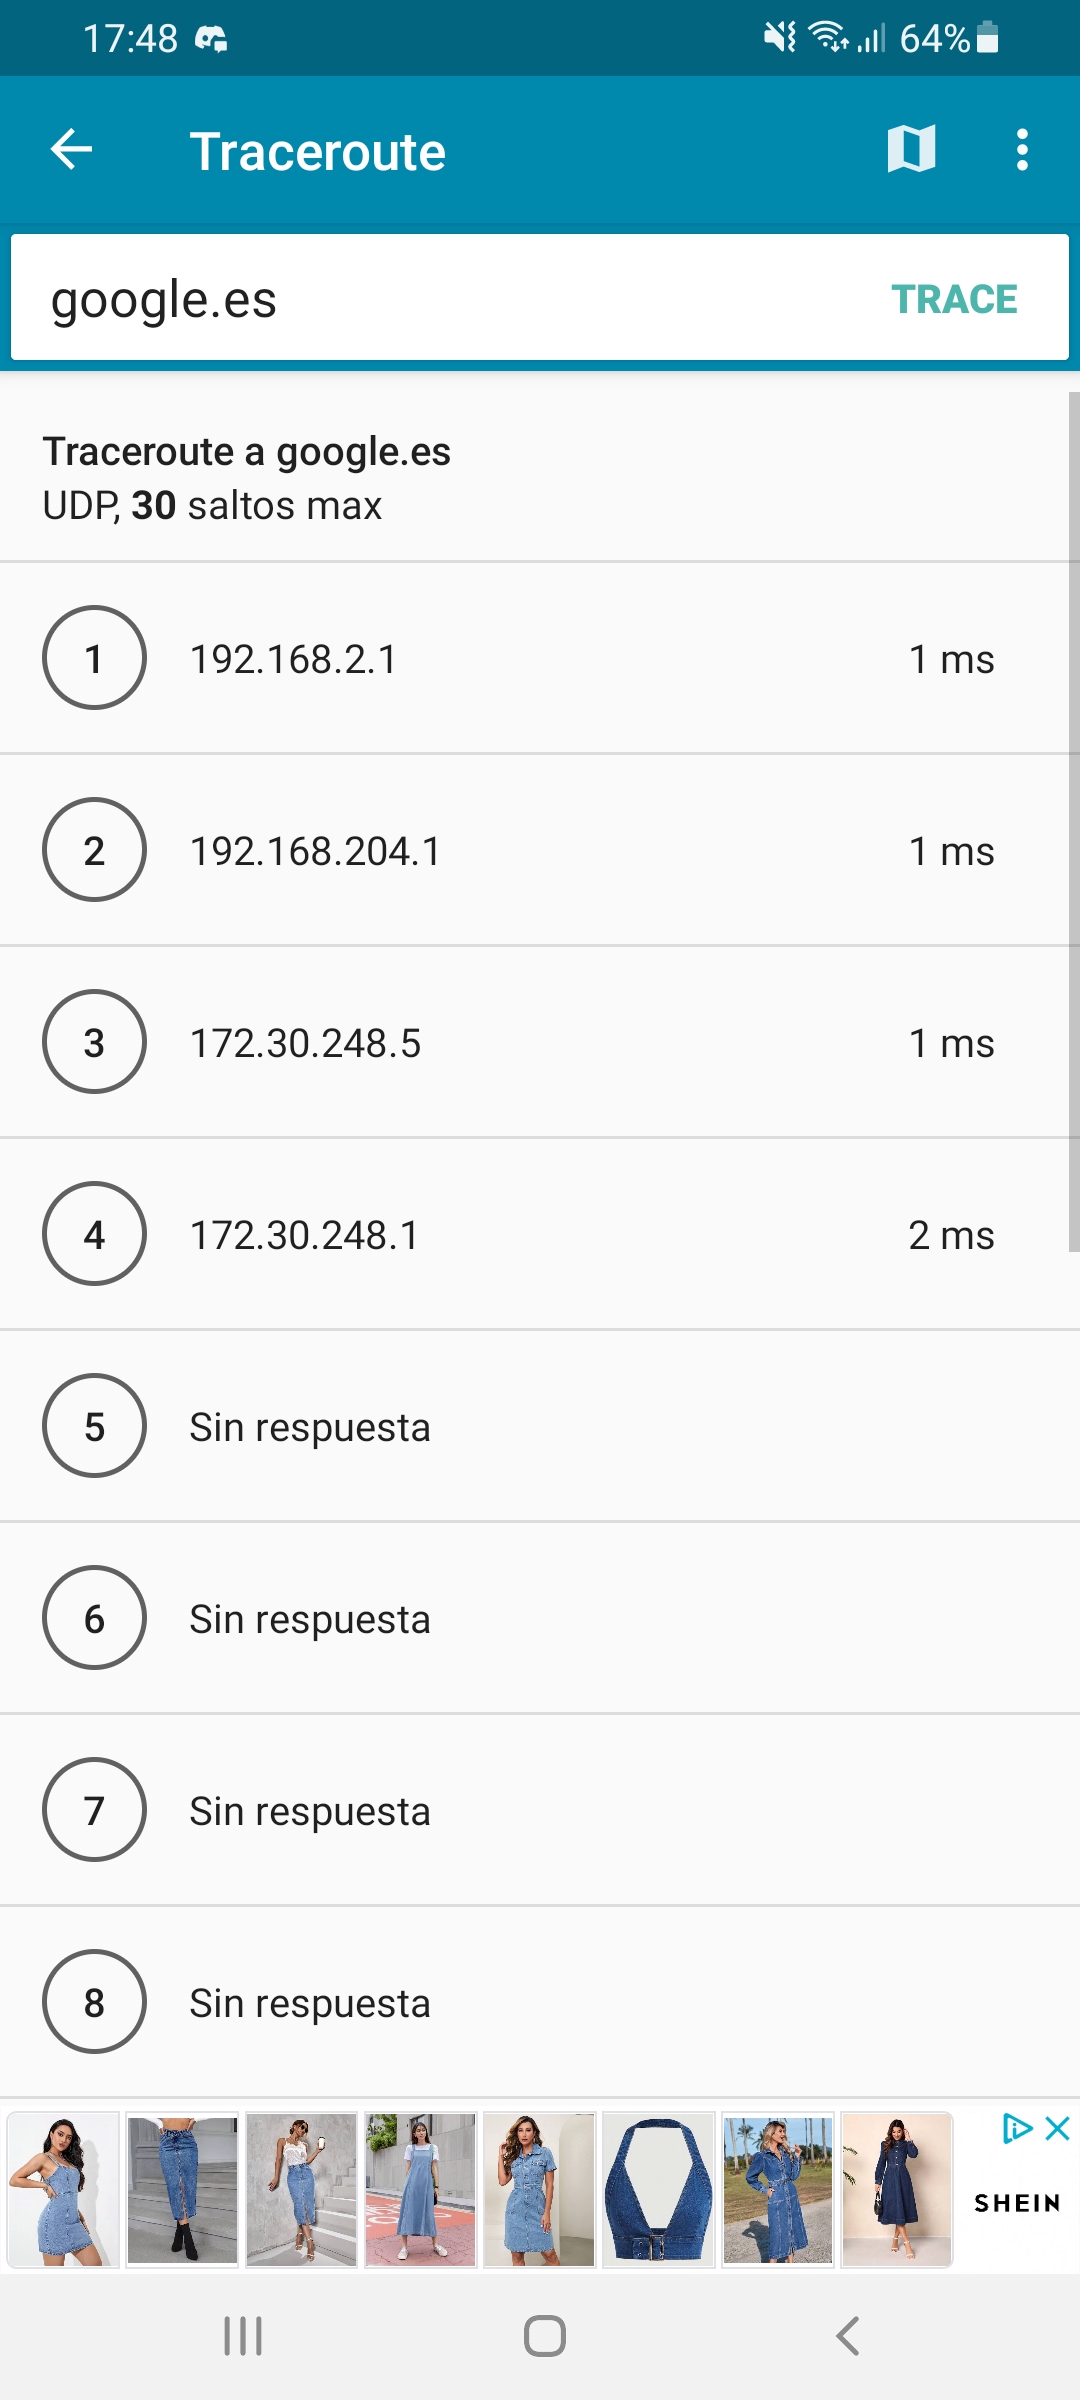 17:48 64%
Traceroute
google.es TRACE
Traceroute a google.es
UDP, 30 saltos max
1 192.168.2.1 1 ms
2 192.168.204.1 1 ms
3 172.30.248.5 1 ms
4 172.30.248.1 2 ms
5 Sin respuesta
6 Sin respuesta
7 Sin respuesta
8 Sin respuesta
SHEIN